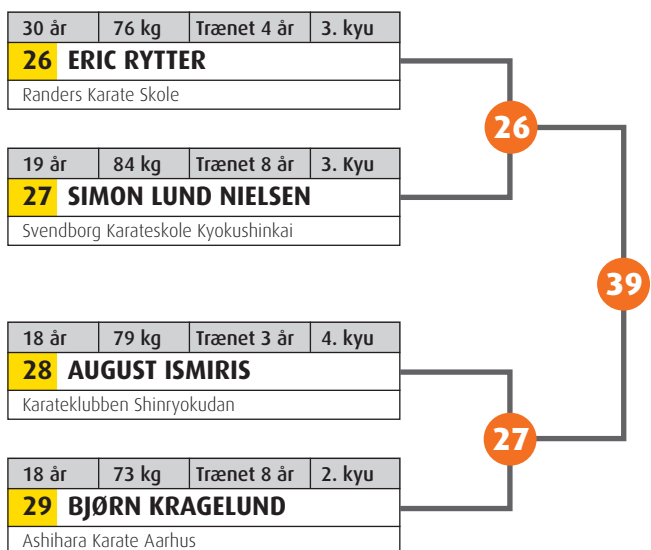 30 år 76 kg Trænet 4 år 3. kyu
26 ERIC RYTTER
Randers Karate Skole
26
19 år 84 kg Trænet 8 år 3. Kyu
27 SIMON LUND NIELSEN
Svendborg Karateskole Kyokushinkai
39
18 år 79 kg Trænet 3 år 4. kyu
28 AUGUST ISMIRIS
Karateklubben Shinryokudan
27
18 år 73 kg Trænet 8 år 2. kyu
29 BJØRN KRAGELUND
Ashihara Karate Aarhus